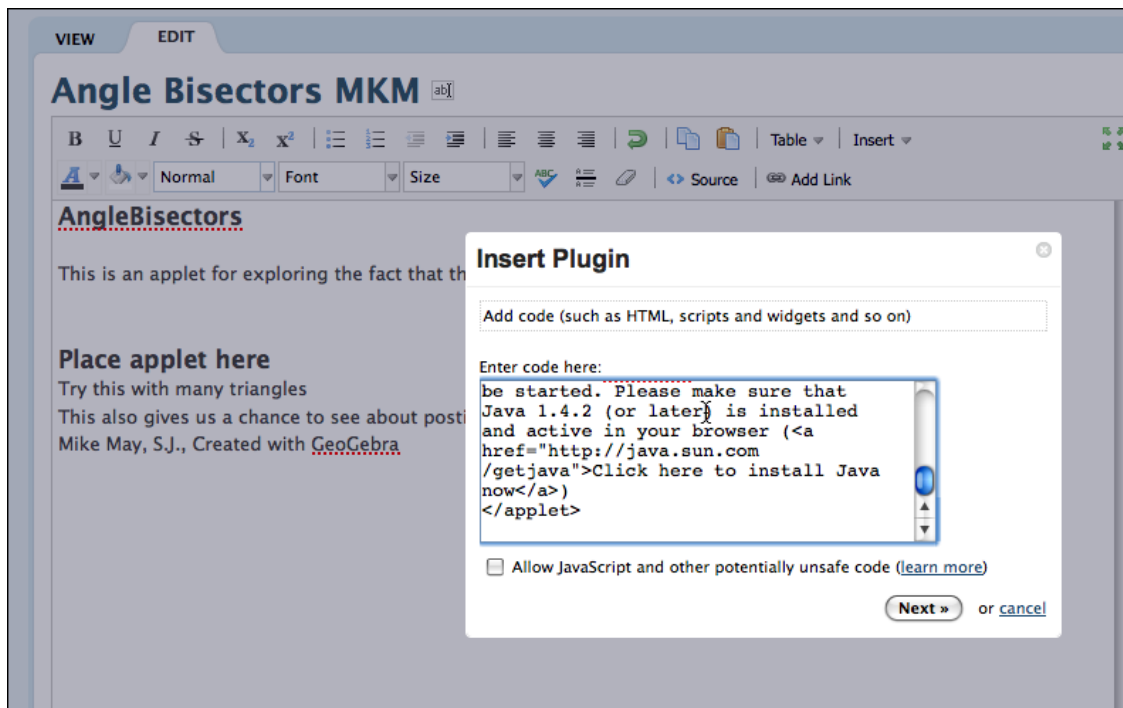 VIEW EDIT
Angle Bisectors MKM ab
B U I S X₂ x² Table Insert
A Normal Font Size ABC Source Add Link
AngleBisectors
This is an applet for exploring the fact that th
Place applet here
Try this with many triangles
This also gives us a chance to see about posti
Mike May, S.J., Created with GeoGebra
Insert Plugin
Add code (such as HTML, scripts and widgets and so on)
Enter code here:
be started. Please make sure that
Java 1.4.2 (or later) is installed
and active in your browser (<a
href="http://java.sun.com
/getjava">Click here to install Java
now</a>)
</applet>
Allow JavaScript and other potentially unsafe code (learn more)
Next » or cancel